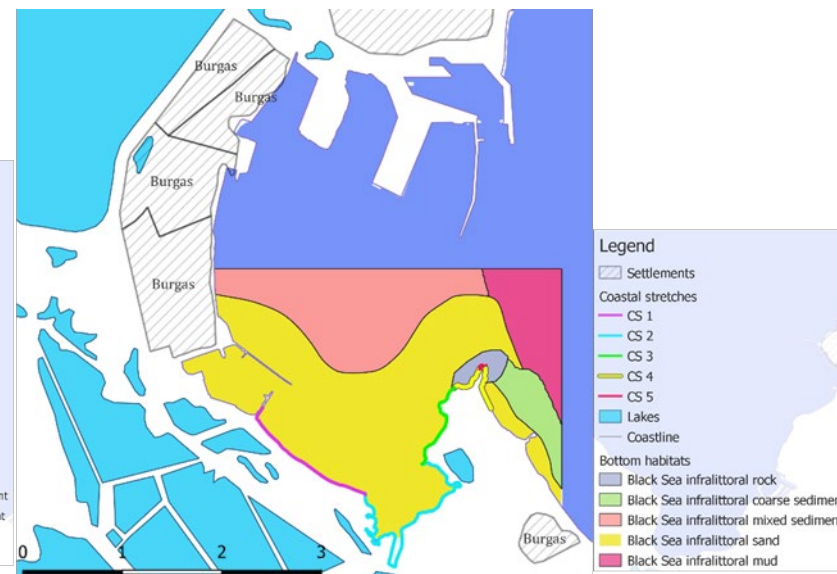 Burgas
Burgas
Burgas
Burgas
Burgas
nt
t
0 1 2 3
Legend
Settlements
Coastal stretches
CS 1
CS 2
CS 3
CS 4
CS 5
Lakes
Coastline
Bottom habitats
Black Sea infralittoral rock
Black Sea infralittoral coarse sedimen
Black Sea infralittoral mixed sedimen
Black Sea infralittoral sand
Black Sea infralittoral mud